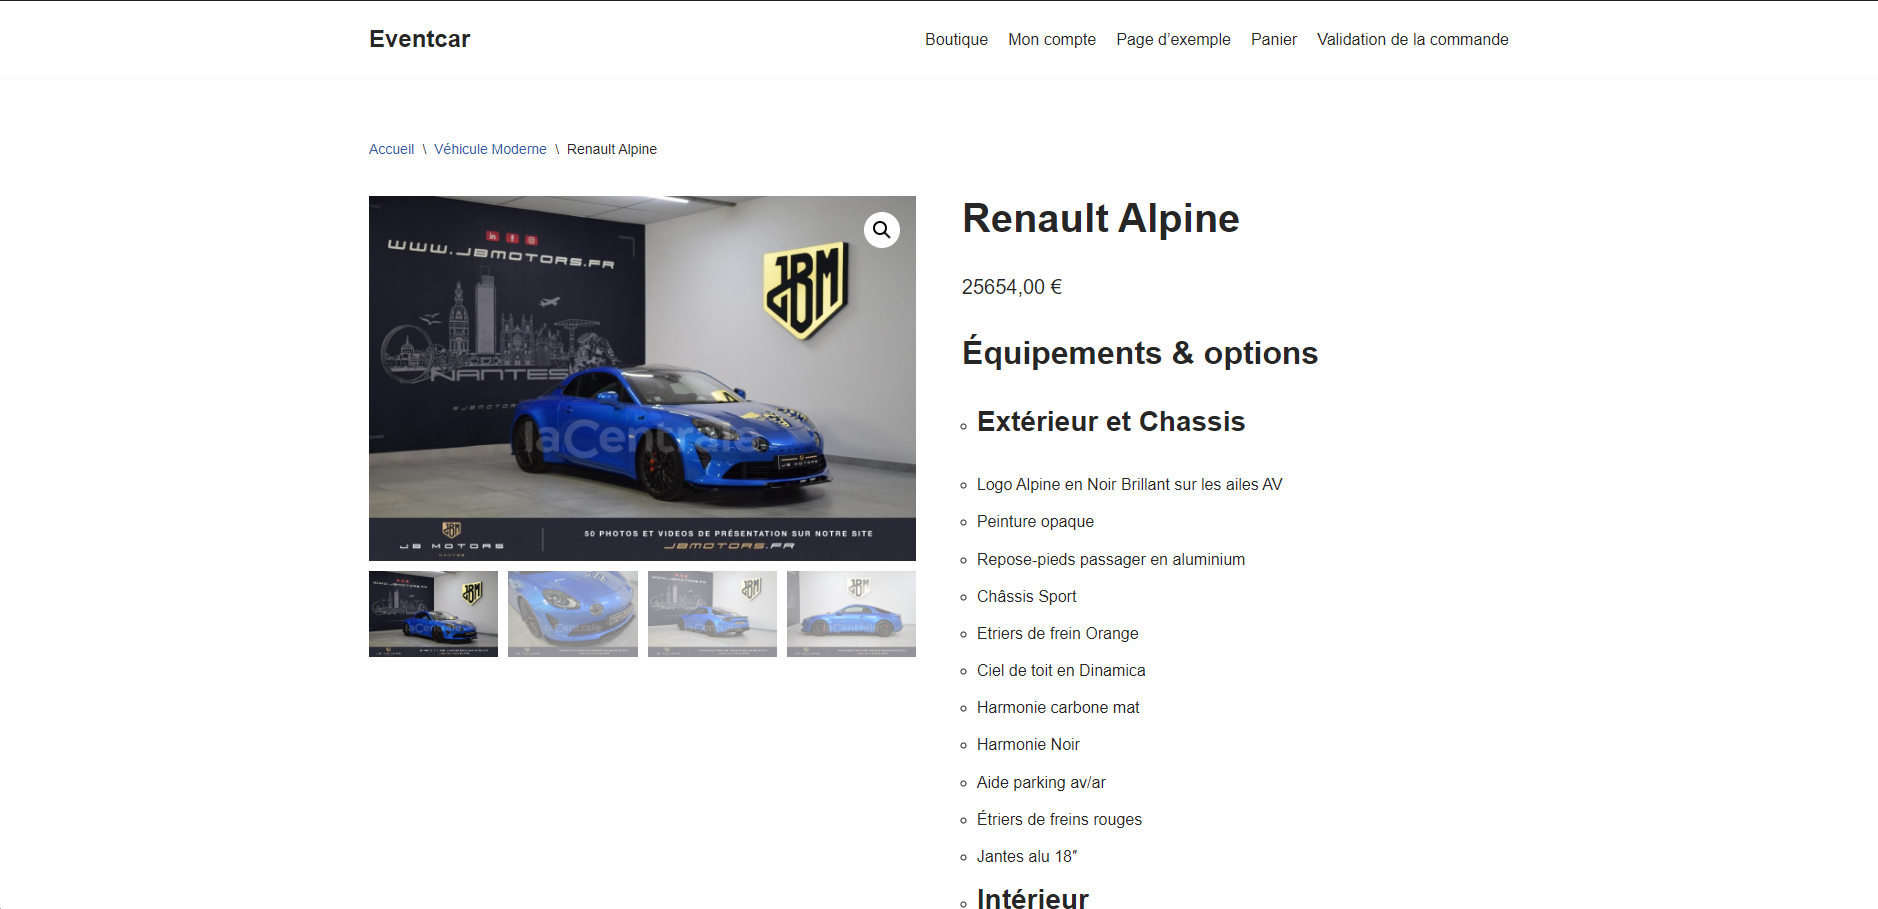 Eventcar
Boutique Mon compte Page d’exemple Panier Validation de la commande
Accueil \ Véhicule Moderne \ Renault Alpine
WWW.JBMOTORS.FR
JBM
NANTES
laCentrale
JB MOTORS
JBM
JB MOTORS
NANTES
50 PHOTOS ET VIDEOS DE PRÉSENTATION SUR NOTRE SITE
JBMOTORS.FR
Renault Alpine
25654,00 €
Équipements & options
Extérieur et Chassis
Logo Alpine en Noir Brillant sur les ailes AV
Peinture opaque
Repose-pieds passager en aluminium
Châssis Sport
Etriers de frein Orange
Ciel de toit en Dinamica
Harmonie carbone mat
Harmonie Noir
Aide parking av/ar
Étriers de freins rouges
Jantes alu 18″
Intérieur